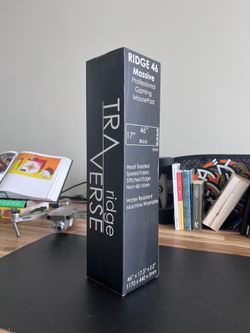 RIDGE 46
Massive
Professional
Gaming
MousePad
46"
17"
Black
Heat Treated
Speed Fabric
Stitched Edge
Non-slip base
Water Resistant
Machine Washable
TRAVERSE
ridge